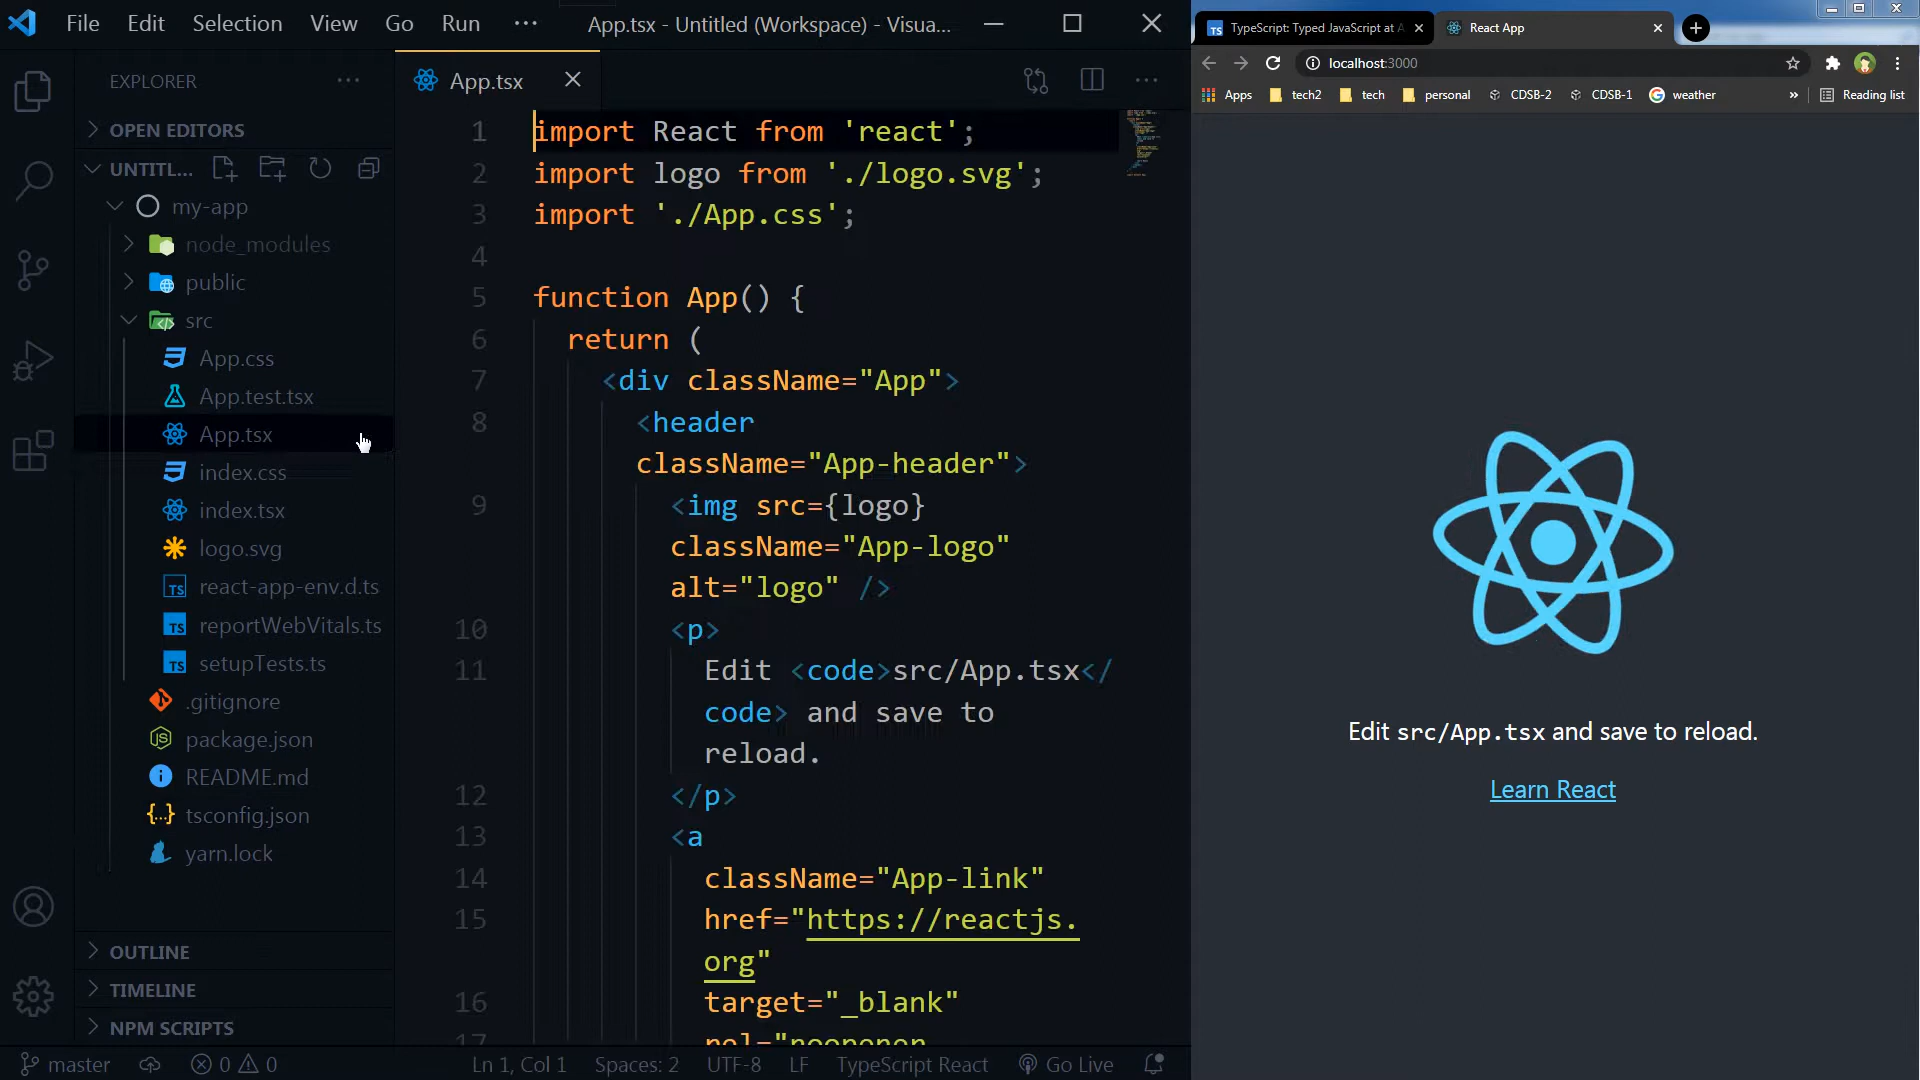 File Edit Selection View Go Run ··· App.tsx - Untitled (Workspace) - Visua...
EXPLORER
OPEN EDITORS
UNTITL...
my-app
node_modules
public
src
App.css
App.test.tsx
App.tsx
index.css
index.tsx
logo.svg
TS react-app-env.d.ts
TS reportWebVitals.ts
TS setupTests.ts
.gitignore
package.json
README.md
{...} tsconfig.json
yarn.lock
OUTLINE
TIMELINE
NPM SCRIPTS
App.tsx
1 import React from 'react';
2 import logo from './logo.svg';
3 import './App.css';
4
5 function App() {
6 return (
7 <div className="App">
8 <header
className="App-header">
9 <img src={logo}
className="App-logo"
alt="logo" />
10 <p>
11 Edit <code>src/App.tsx</
code> and save to
reload.
12 </p>
13 <a
14 className="App-link"
15 href="https://reactjs.
org"
16 target="_blank"
17 rel="noopener
master 0 0 Ln 1, Col 1 Spaces: 2 UTF-8 LF TypeScript React Go Live
TS TypeScript: Typed JavaScript at A React App
localhost:3000
Apps tech2 tech personal CDSB-2 CDSB-1 weather » Reading list
Edit src/App.tsx and save to reload.
Learn React